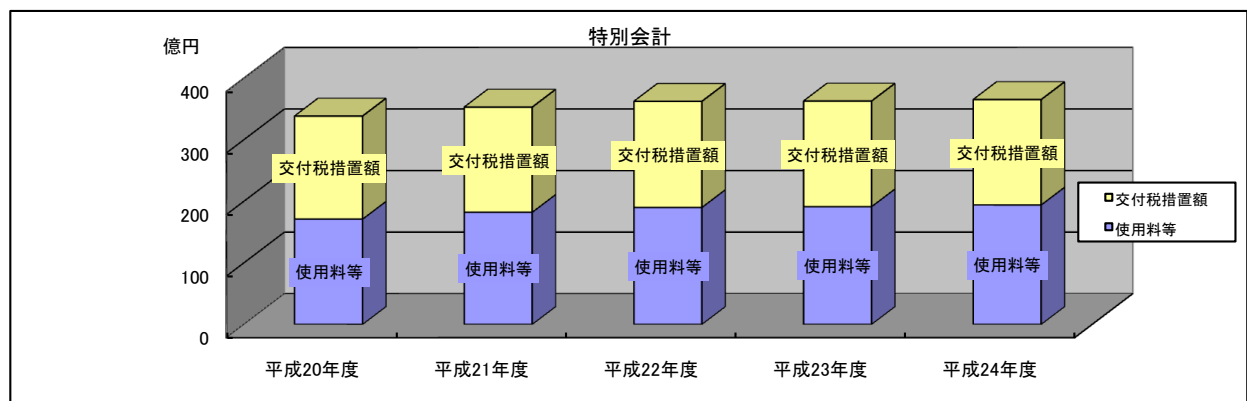 特別会計
億円
400
300
200
100
0
交付税措置額
交付税措置額
交付税措置額
交付税措置額
交付税措置額
使用料等
使用料等
使用料等
使用料等
使用料等
平成20年度
平成21年度
平成22年度
平成23年度
平成24年度
交付税措置額
使用料等